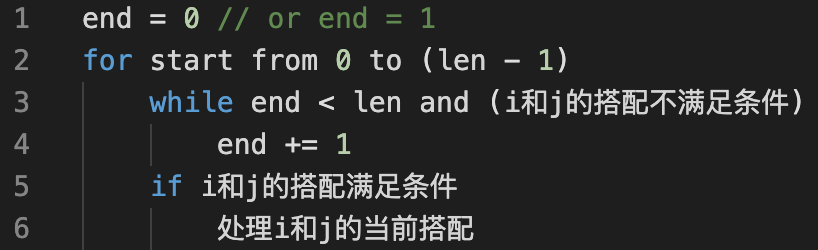 1 end = 0 // or end = 1
2 for start from 0 to (len - 1)
3 while end < len and (i和j的搭配不满足条件)
4 end += 1
5 if i和j的搭配满足条件
6 处理i和j的当前搭配